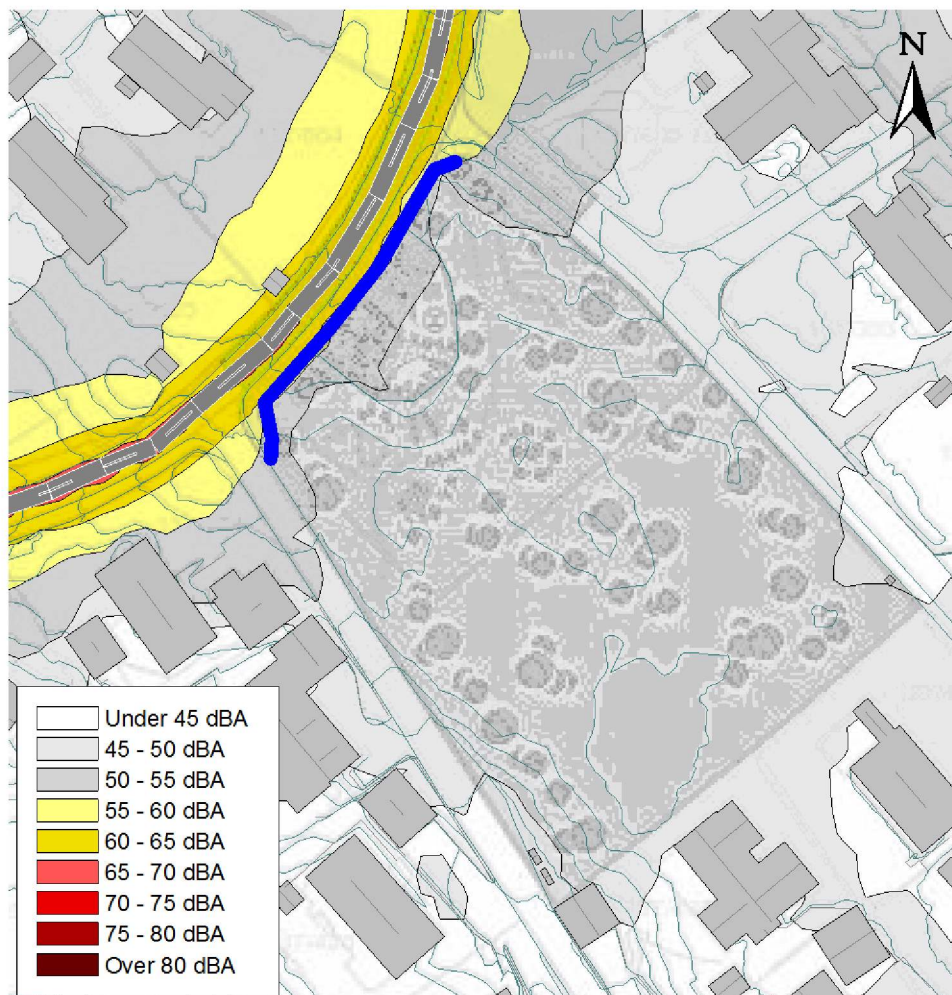 N
Under 45 dBA
45 - 50 dBA
50 - 55 dBA
55 - 60 dBA
60 - 65 dBA
65 - 70 dBA
70 - 75 dBA
75 - 80 dBA
Over 80 dBA